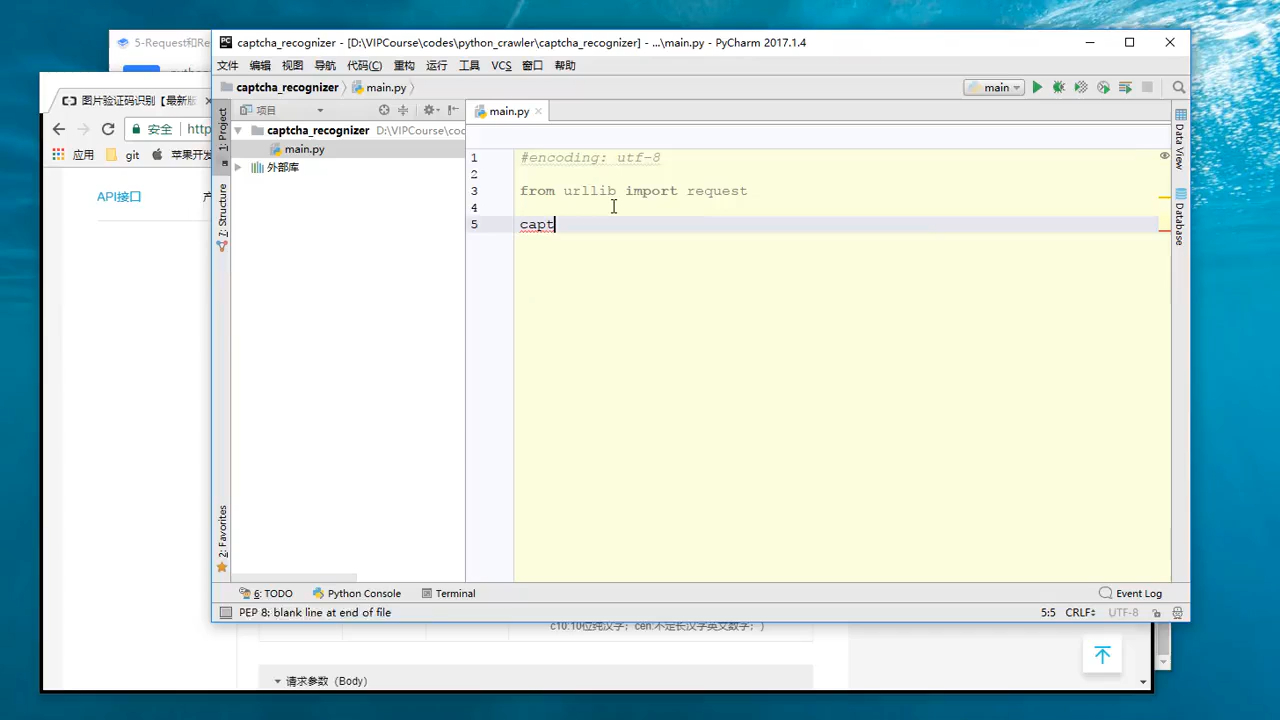 5-Request和Re
captcha_recognizer - [D:\VIPCourse\codes\python_crawler\captcha_recognizer] - ...\main.py - PyCharm 2017.1.4
文件 编辑 视图 导航 代码(C) 重构 运行 工具 VCS 窗口 帮助
captcha_recognizer main.py main
图片验证码识别【最新版
项目 main.py
安全 http
captcha_recognizer D:\VIPCourse\cod
main.py
外部库
应用 git 苹果开发
API接口
1: Project
7: Structure
2: Favorites
Data View
Database
1 #encoding: utf-8
2
3 from urllib import request
4
5 capt
6: TODO Python Console Terminal Event Log
PEP 8: blank line at end of file 5:5 CRLF UTF-8
c10:10位纯汉字；cen:不定长汉字英文数字；)
请求参数（Body）